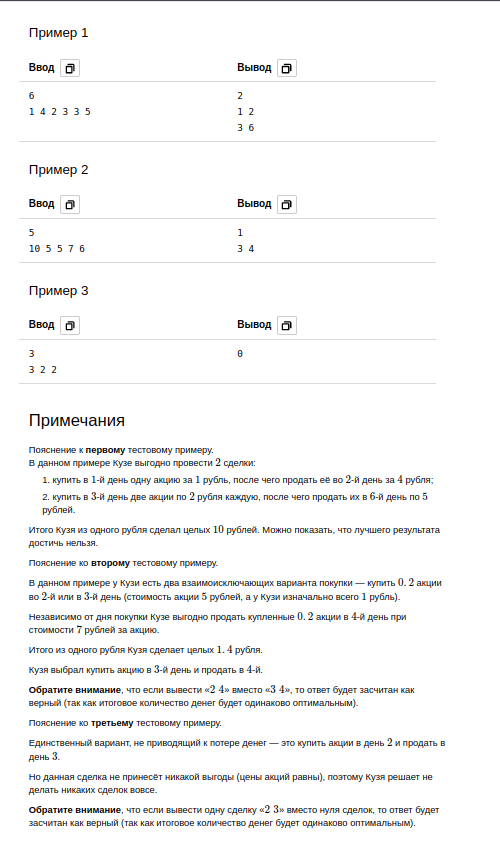 Пример 1
Ввод Вывод
6 2
1 4 2 3 3 5 1 2
3 6
Пример 2
Ввод Вывод
5 1
10 5 5 7 6 3 4
Пример 3
Ввод Вывод
3 0
3 2 2
Примечания
Пояснение к первому тестовому примеру.
В данном примере Кузе выгодно провести 2 сделки:
1. купить в 1-й день одну акцию за 1 рубль, после чего продать её во 2-й день за 4 рубля;
2. купить в 3-й день две акции по 2 рубля каждую, после чего продать их в 6-й день по 5
рублей.
Итого Кузя из одного рубля сделал целых 10 рублей. Можно показать, что лучшего результата
достичь нельзя.
Пояснение ко второму тестовому примеру.
В данном примере у Кузи есть два взаимоисключающих варианта покупки — купить 0. 2 акции
во 2-й или в 3-й день (стоимость акции 5 рублей, а у Кузи изначально всего 1 рубль).
Независимо от дня покупки Кузе выгодно продать купленные 0. 2 акции в 4-й день при
стоимости 7 рублей за акцию.
Итого из одного рубля Кузя сделает целых 1. 4 рубля.
Кузя выбрал купить акцию в 3-й день и продать в 4-й.
Обратите внимание, что если вывести «2 4» вместо «3 4», то ответ будет засчитан как
верный (так как итоговое количество денег будет одинаково оптимальным).
Пояснение ко третьему тестовому примеру.
Единственный вариант, не приводящий к потере денег — это купить акции в день 2 и продать в
день 3.
Но данная сделка не принесёт никакой выгоды (цены акций равны), поэтому Кузя решает не
делать никаких сделок вовсе.
Обратите внимание, что если вывести одну сделку «2 3» вместо нуля сделок, то ответ будет
засчитан как верный (так как итоговое количество денег будет одинаково оптимальным).